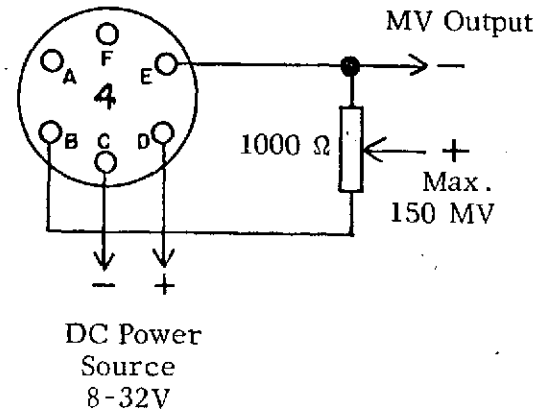 MV Output
F
A
E
4
−
B
C
D
1000 Ω
+
Max.
150 MV
−
+
DC Power
Source
8-32V